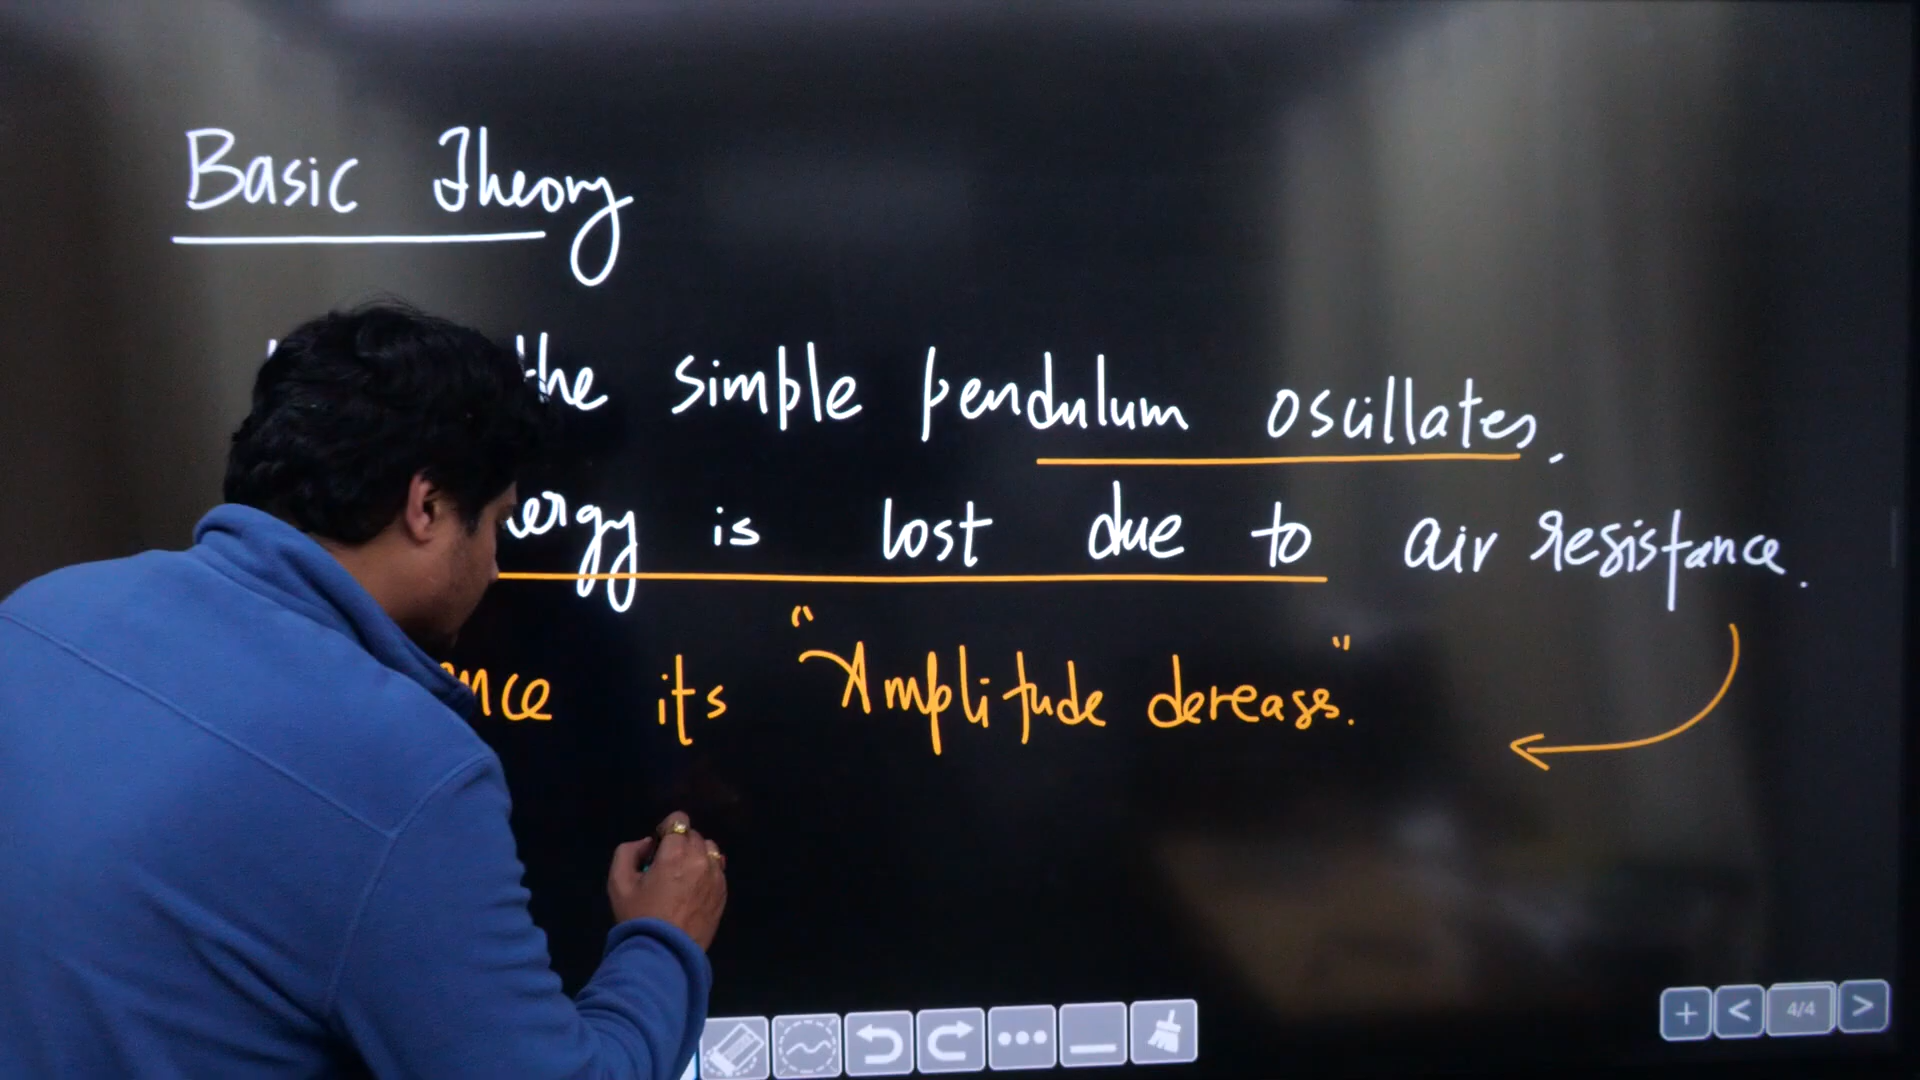 Basic Theory
the simple pendulum oscillates.
is lost due to air resistance.
its "Amplitude dereass."
4/4